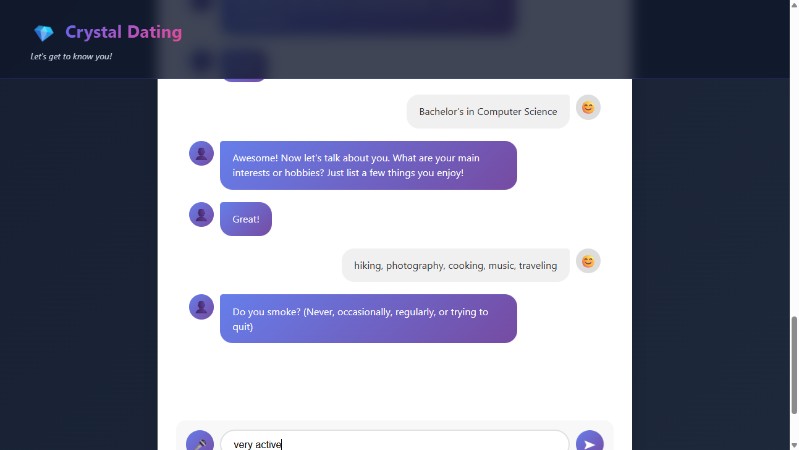 Crystal Dating
Let's get to know you!
Bachelor's in Computer Science
Awesome! Now let's talk about you. What are your main
interests or hobbies? Just list a few things you enjoy!
Great!
hiking, photography, cooking, music, traveling
Do you smoke? (Never, occasionally, regularly, or trying to
quit)
very active